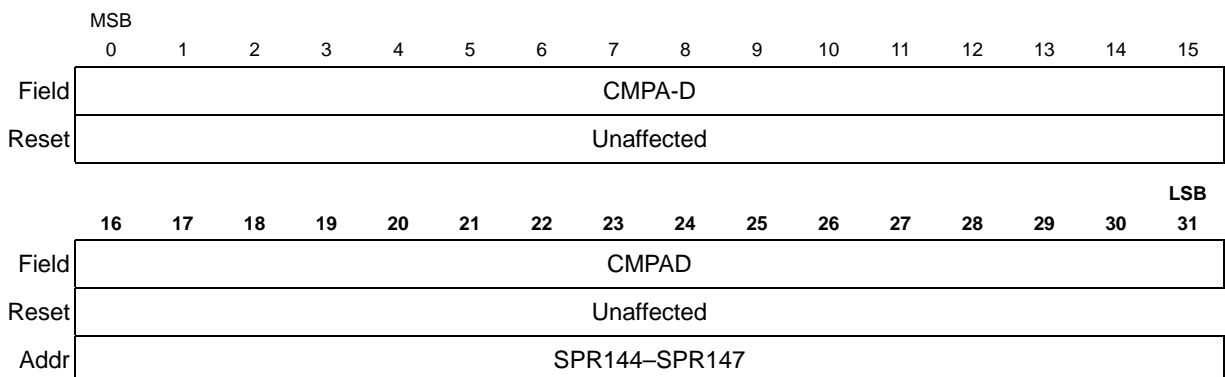 MSB
0 1 2 3 4 5 6 7 8 9 10 11 12 13 14 15
Field CMPA-D
Reset Unaffected
LSB
16 17 18 19 20 21 22 23 24 25 26 27 28 29 30 31
Field CMPAD
Reset Unaffected
Addr SPR144–SPR147